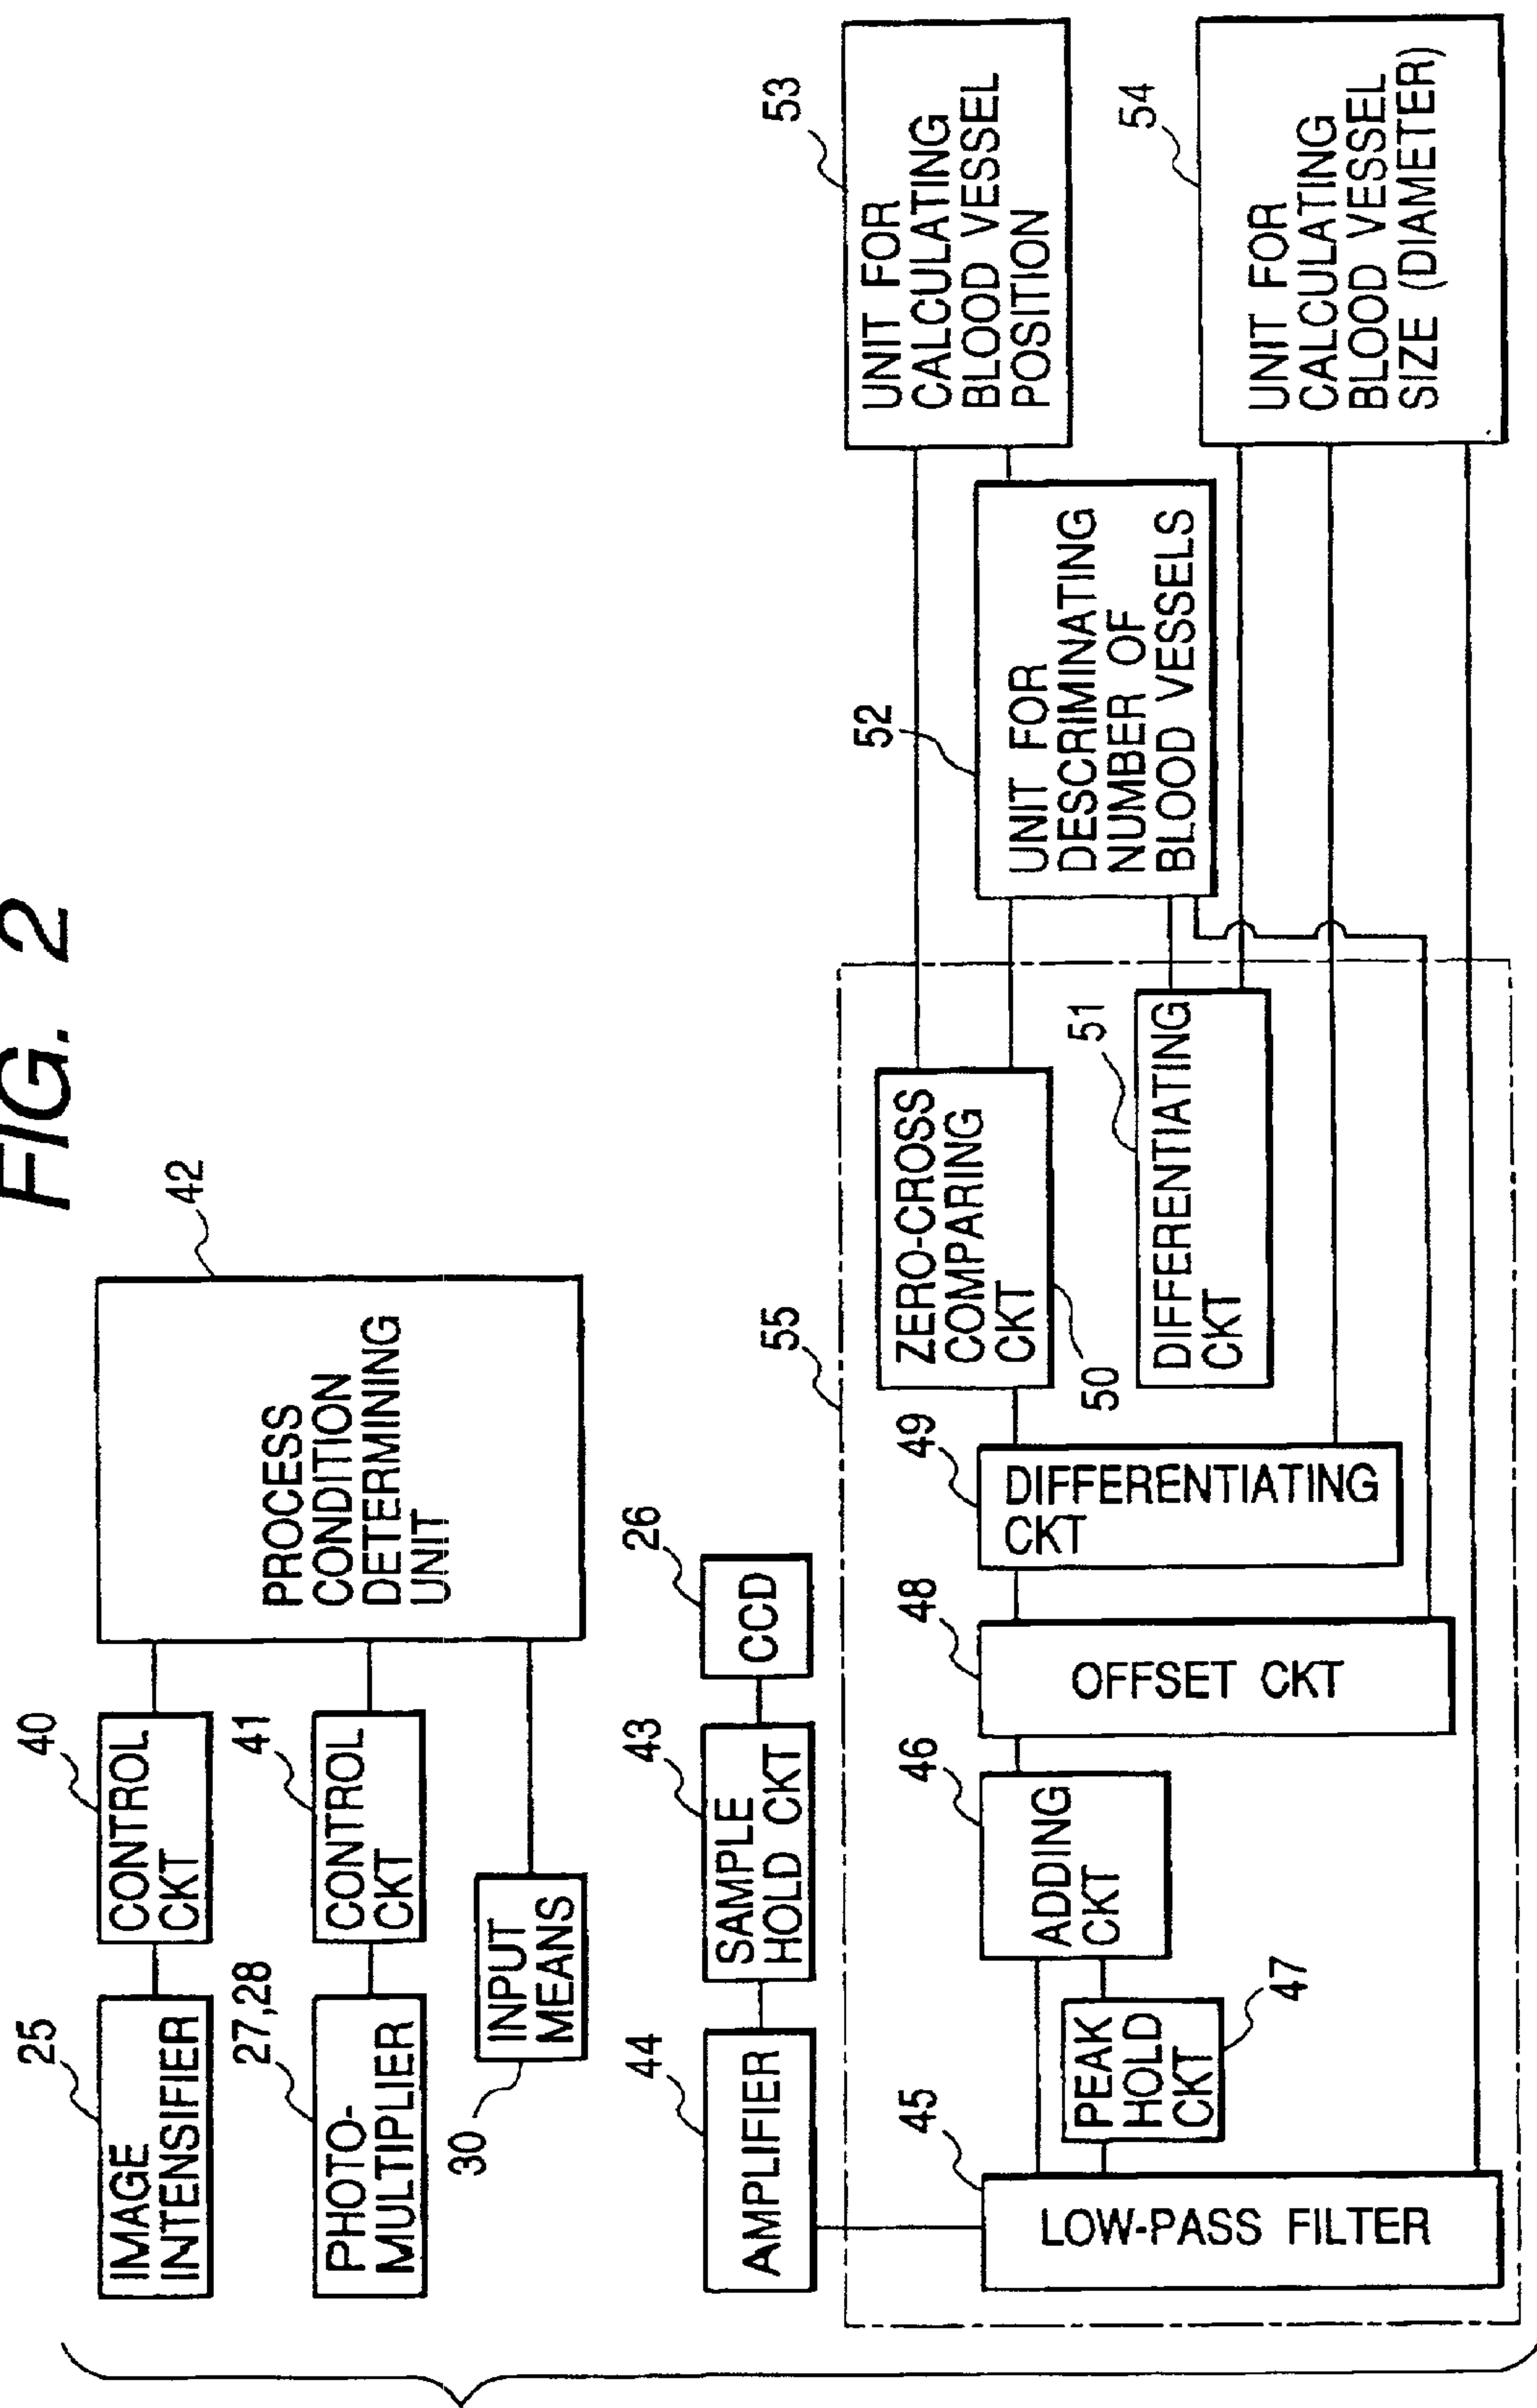 FIG. 2
25
IMAGE
INTENSIFIER
40
CONTROL
CKT
42
PROCESS
CONDITION
DETERMINING
UNIT
27,28
PHOTO-
MULTIPLIER
41
CONTROL
CKT
30
INPUT
MEANS
44
AMPLIFIER
43
SAMPLE
HOLD CKT
26
CCD
55
45
LOW-PASS FILTER
PEAK
HOLD
CKT
47
46
ADDING
CKT
48
OFFSET CKT
49
DIFFERENTIATING
CKT
ZERO-CROSS
COMPARING
CKT
50
51
DIFFERENTIATING
CKT
52
UNIT FOR
DESCRIMINATING
NUMBER OF
BLOOD VESSELS
53
UNIT FOR
CALCULATING
BLOOD VESSEL
POSITION
54
UNIT FOR
CALCULATING
BLOOD VESSEL
SIZE (DIAMETER)